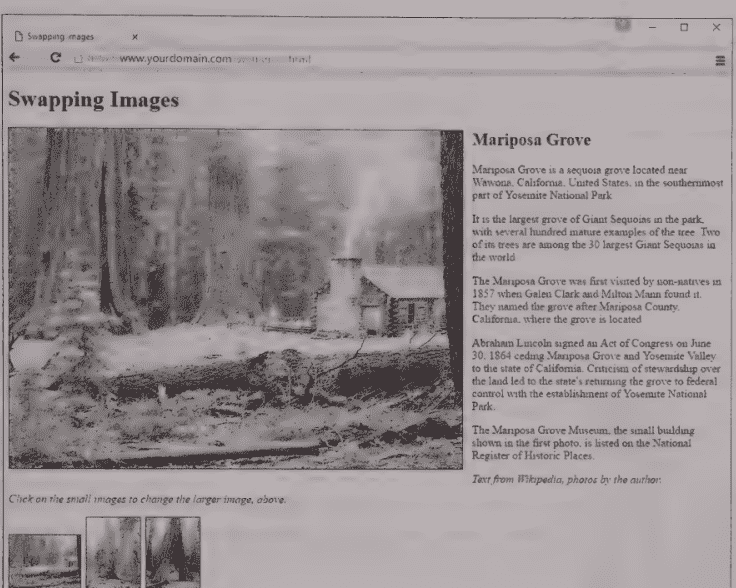 Swapping Images
www.yourdomain.com
Swapping Images
Mariposa Grove
Mariposa Grove is a sequoia grove located near
Wawona, California, United States, in the southernmost
part of Yosemite National Park
It is the largest grove of Giant Sequoias in the park,
with several hundred mature examples of the tree. Two
of its trees are among the 30 largest Giant Sequoias in
the world
The Mariposa Grove was first visited by non-natives in
1857 when Galen Clark and Milton Mann found it.
They named the grove after Mariposa County,
California, where the grove is located
Abraham Lincoln signed an Act of Congress on June
30, 1864 ceding Mariposa Grove and Yosemite Valley
to the state of California. Criticism of stewardship over
the land led to the state's returning the grove to federal
control with the establishment of Yosemite National
Park.
The Mariposa Grove Museum, the small building
shown in the first photo, is listed on the National
Register of Historic Places.
Text from Wikipedia, photos by the author.
Click on the small images to change the larger image, above.